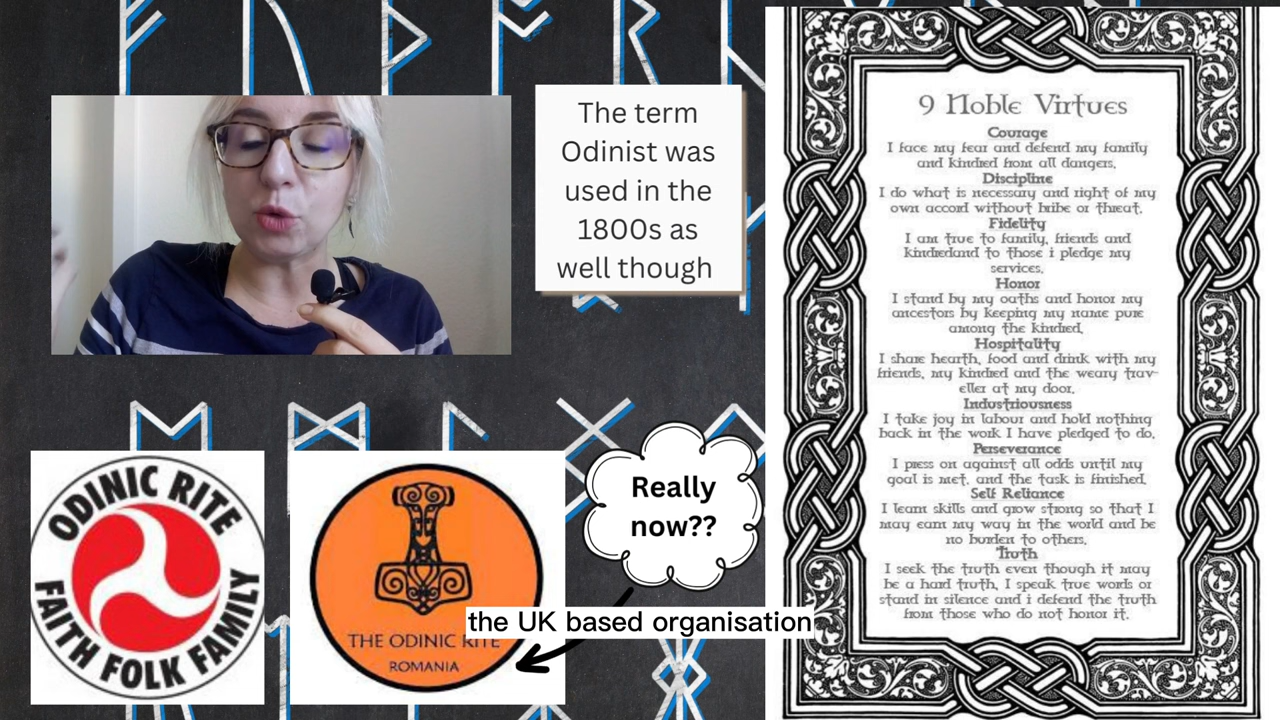 The term
Odinist was
used in the
1800s as
well though
9 Noble Virtues
Courage
I face my fear and defend my family
and kindred from all dangers.
Discipline
I do what is necessary and right of my
own accord without bribe or threat.
Fidelity
I am true to family, friends and
kindredand to those i pledge my
services.
Honor
I stand by my oaths and honor my
ancestors by keeping my name pure
among the kindred.
Hospitality
I share hearth, food and drink with my
friends, my kindred and the weary trav-
eller at my door.
Industriousness
I take joy in labour and hold nothing
back in the work I have pledged to do.
Perseverance
I press on against all odds until my
goal is met, and the task is finished.
Self Reliance
I learn skills and grow strong so that I
may earn my way in the world and be
no burden to others.
Truth
I seek the truth even though it may
be a hard truth, I speak true words or
stand in silence and i defend the truth
from those who do not honor it.
ODINIC RITE
FAITH FOLK FAMILY
THE ODINIC RITE
ROMANIA
Really
now??
the UK based organisation